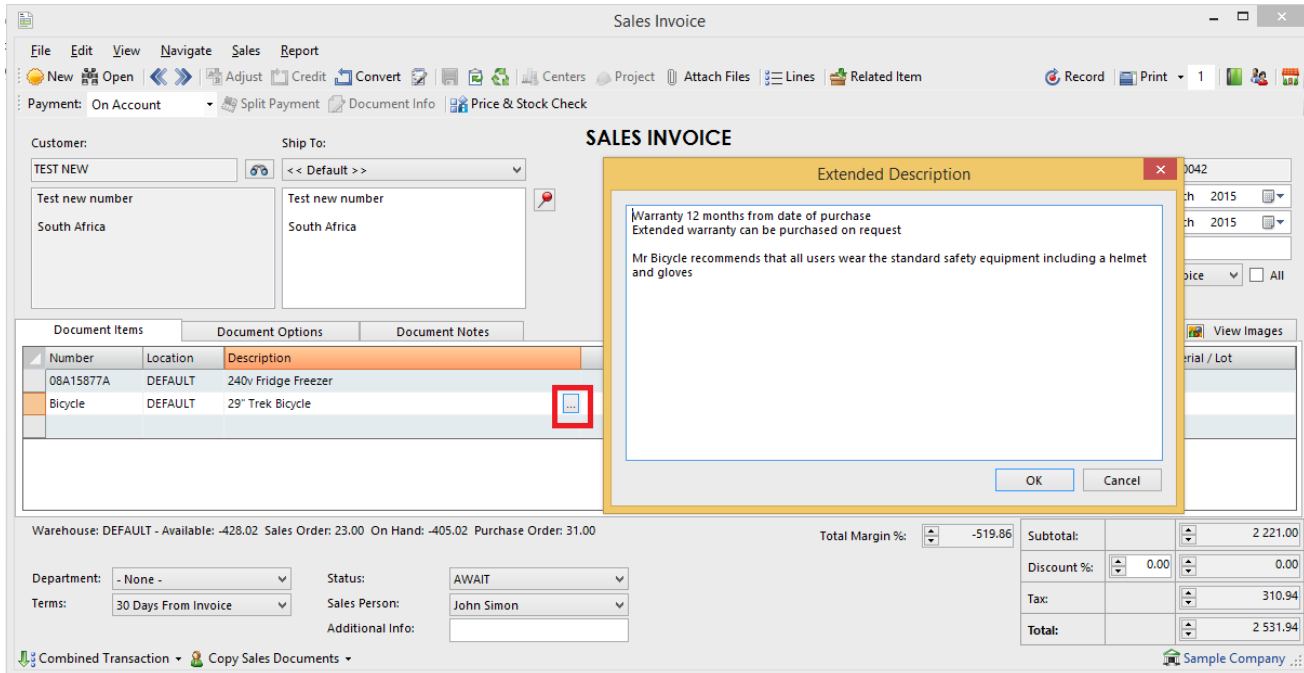 Sales Invoice
File Edit View Navigate Sales Report
New Open Adjust Credit Convert Centers Project Attach Files Lines Related Item Record Print 1
Payment: On Account Split Payment Document Info Price & Stock Check
SALES INVOICE
Customer: Ship To:
TEST NEW << Default >>
Test new number Test new number
South Africa South Africa
Extended Description
Warranty 12 months from date of purchase
Extended warranty can be purchased on request
Mr Bicycle recommends that all users wear the standard safety equipment including a helmet
and gloves
OK Cancel
0042
ch 2015
ch 2015
oice All
Document Items Document Options Document Notes View Images
Number Location Description erial / Lot
08A15877A DEFAULT 240v Fridge Freezer
Bicycle DEFAULT 29" Trek Bicycle ...
Warehouse: DEFAULT - Available: -428.02 Sales Order: 23.00 On Hand: -405.02 Purchase Order: 31.00
Total Margin %: -519.86 Subtotal: 2 221.00
Discount %: 0.00 0.00
Tax: 310.94
Total: 2 531.94
Department: - None - Status: AWAIT
Terms: 30 Days From Invoice Sales Person: John Simon
Additional Info:
Combined Transaction Copy Sales Documents Sample Company